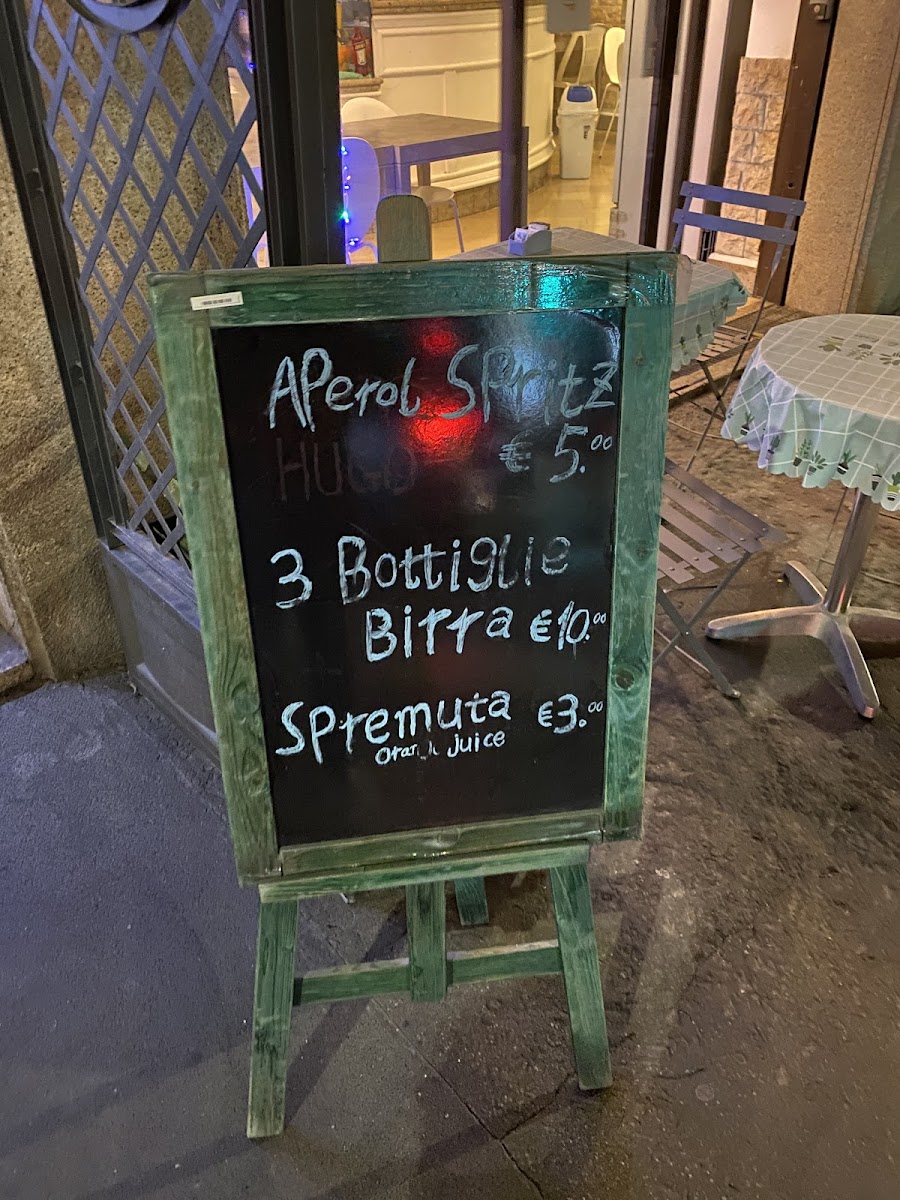 APerol SPritz
HUGO € 5.00
3 Bottiglie
Birra €10.00
SPremuta €3.00
orange juice